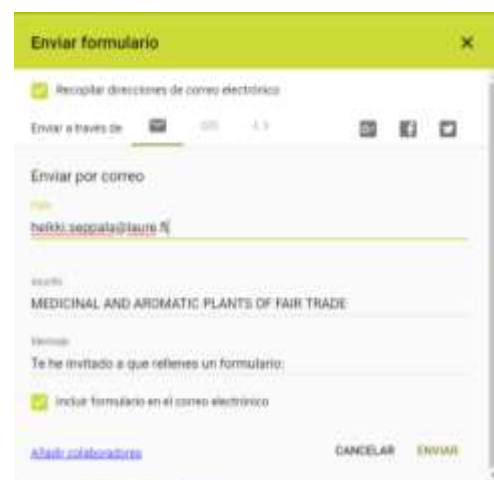 Enviar formulario
Recopilar direcciones de correo electrónico
Enviar a través de
Enviar por correo
Para
heikki.seppala@laure.fi
Asunto
MEDICINAL AND AROMATIC PLANTS OF FAIR TRADE
Mensaje
Te he invitado a que rellenes un formulario:
Incluir formulario en el correo electrónico
Añadir colaboradores
CANCELAR ENVIAR